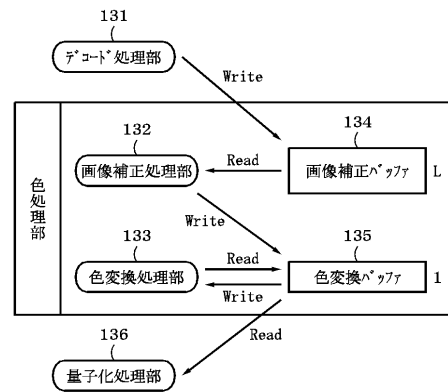 131
デコード処理部
Write
132
134
Read
画像補正処理部
画像補正バッファ
L
色処理部
Write
133
135
Read
色変換処理部
色変換バッファ
1
Write
136
Read
量子化処理部